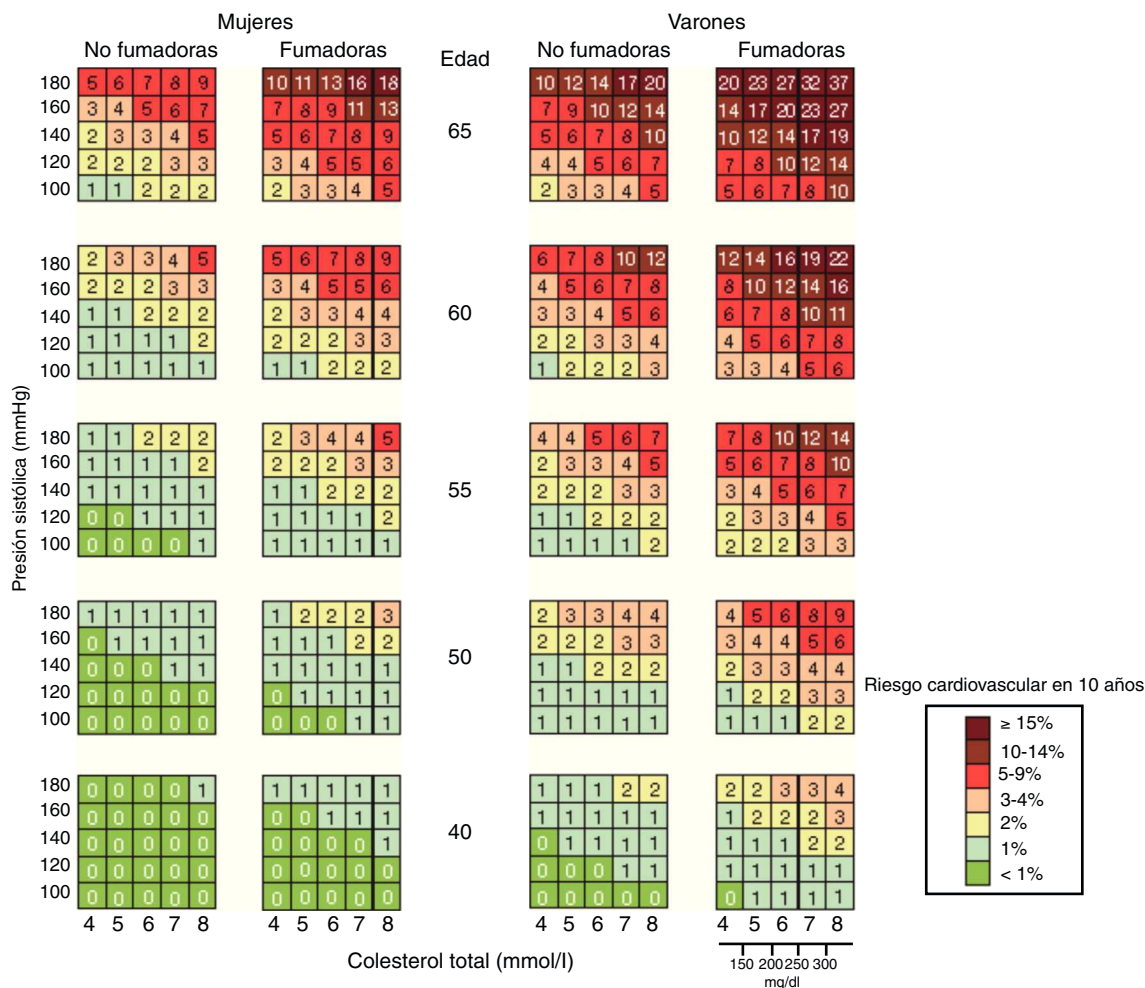 Mujeres Varones
No fumadoras Fumadoras Edad No fumadoras Fumadoras
180 5 6 7 8 9 10 11 13 16 18 10 12 14 17 20 20 23 27 32 37
160 3 4 5 6 7 7 8 9 11 13 7 9 10 12 14 14 17 20 23 27
140 2 3 3 4 5 5 6 7 8 9 65 5 6 7 8 10 10 12 14 17 19
120 2 2 2 3 3 3 4 5 5 6 4 4 5 6 7 7 8 10 12 14
100 1 1 2 2 2 2 3 3 4 5 2 3 3 4 5 5 6 7 8 10
180 2 3 3 4 5 5 6 7 8 9 6 7 8 10 12 12 14 16 19 22
160 2 2 2 3 3 3 4 5 5 6 4 5 6 7 8 8 10 12 14 16
140 1 1 2 2 2 2 3 3 4 4 60 3 3 4 5 6 6 7 8 10 11
120 1 1 1 1 2 2 2 2 3 3 2 2 3 3 4 4 5 6 7 8
100 1 1 1 1 1 1 1 2 2 2 1 2 2 2 3 3 3 4 5 6
180 1 1 2 2 2 2 3 4 4 5 4 4 5 6 7 7 8 10 12 14
160 1 1 1 1 2 2 2 2 3 3 2 3 3 4 5 5 6 7 8 10
140 1 1 1 1 1 1 1 2 2 2 55 2 2 2 3 3 3 4 5 6 7
120 0 0 1 1 1 1 1 1 1 2 1 1 2 2 2 2 3 3 4 5
100 0 0 0 0 1 1 1 1 1 1 1 1 1 1 2 2 2 2 3 3
Presión sistólica (mmHg)
180 1 1 1 1 1 1 2 2 2 3 2 3 3 4 4 4 5 6 8 9
160 0 1 1 1 1 1 1 1 2 2 2 2 2 3 3 3 4 4 5 6
140 0 0 0 1 1 1 1 1 1 1 50 1 1 2 2 2 2 3 3 4 4
120 0 0 0 0 0 0 1 1 1 1 1 1 1 1 1 1 2 2 3 3
100 0 0 0 0 0 0 0 0 1 1 1 1 1 1 1 1 1 1 2 2
180 0 0 0 0 1 1 1 1 1 1 1 1 1 2 2 2 2 3 3 4
160 0 0 0 0 0 0 0 1 1 1 1 1 1 1 1 1 2 2 2 3
140 0 0 0 0 0 0 0 0 0 1 40 0 1 1 1 1 1 1 1 2 2
120 0 0 0 0 0 0 0 0 0 0 0 0 0 1 1 1 1 1 1 1
100 0 0 0 0 0 0 0 0 0 0 0 0 0 0 0 0 1 1 1 1
4 5 6 7 8 4 5 6 7 8 4 5 6 7 8 4 5 6 7 8
Colesterol total (mmol/l)
150 200 250 300
mg/dl
Riesgo cardiovascular en 10 años
≥ 15%
10-14%
5-9%
3-4%
2%
1%
< 1%